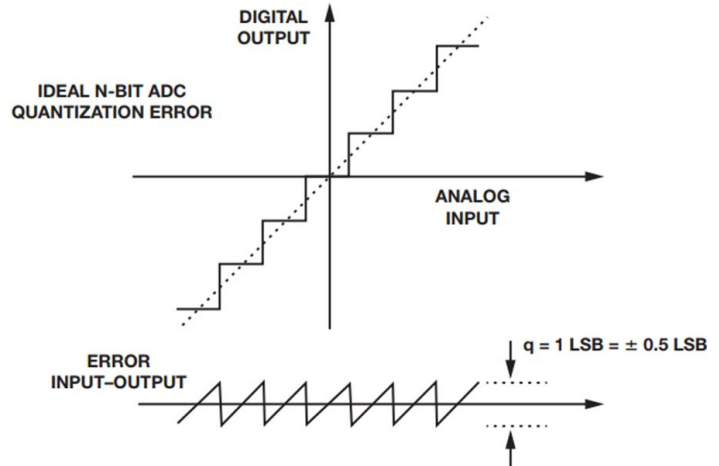 DIGITAL
OUTPUT
IDEAL N-BIT ADC
QUANTIZATION ERROR
ANALOG
INPUT
ERROR
INPUT–OUTPUT
q = 1 LSB = ± 0.5 LSB